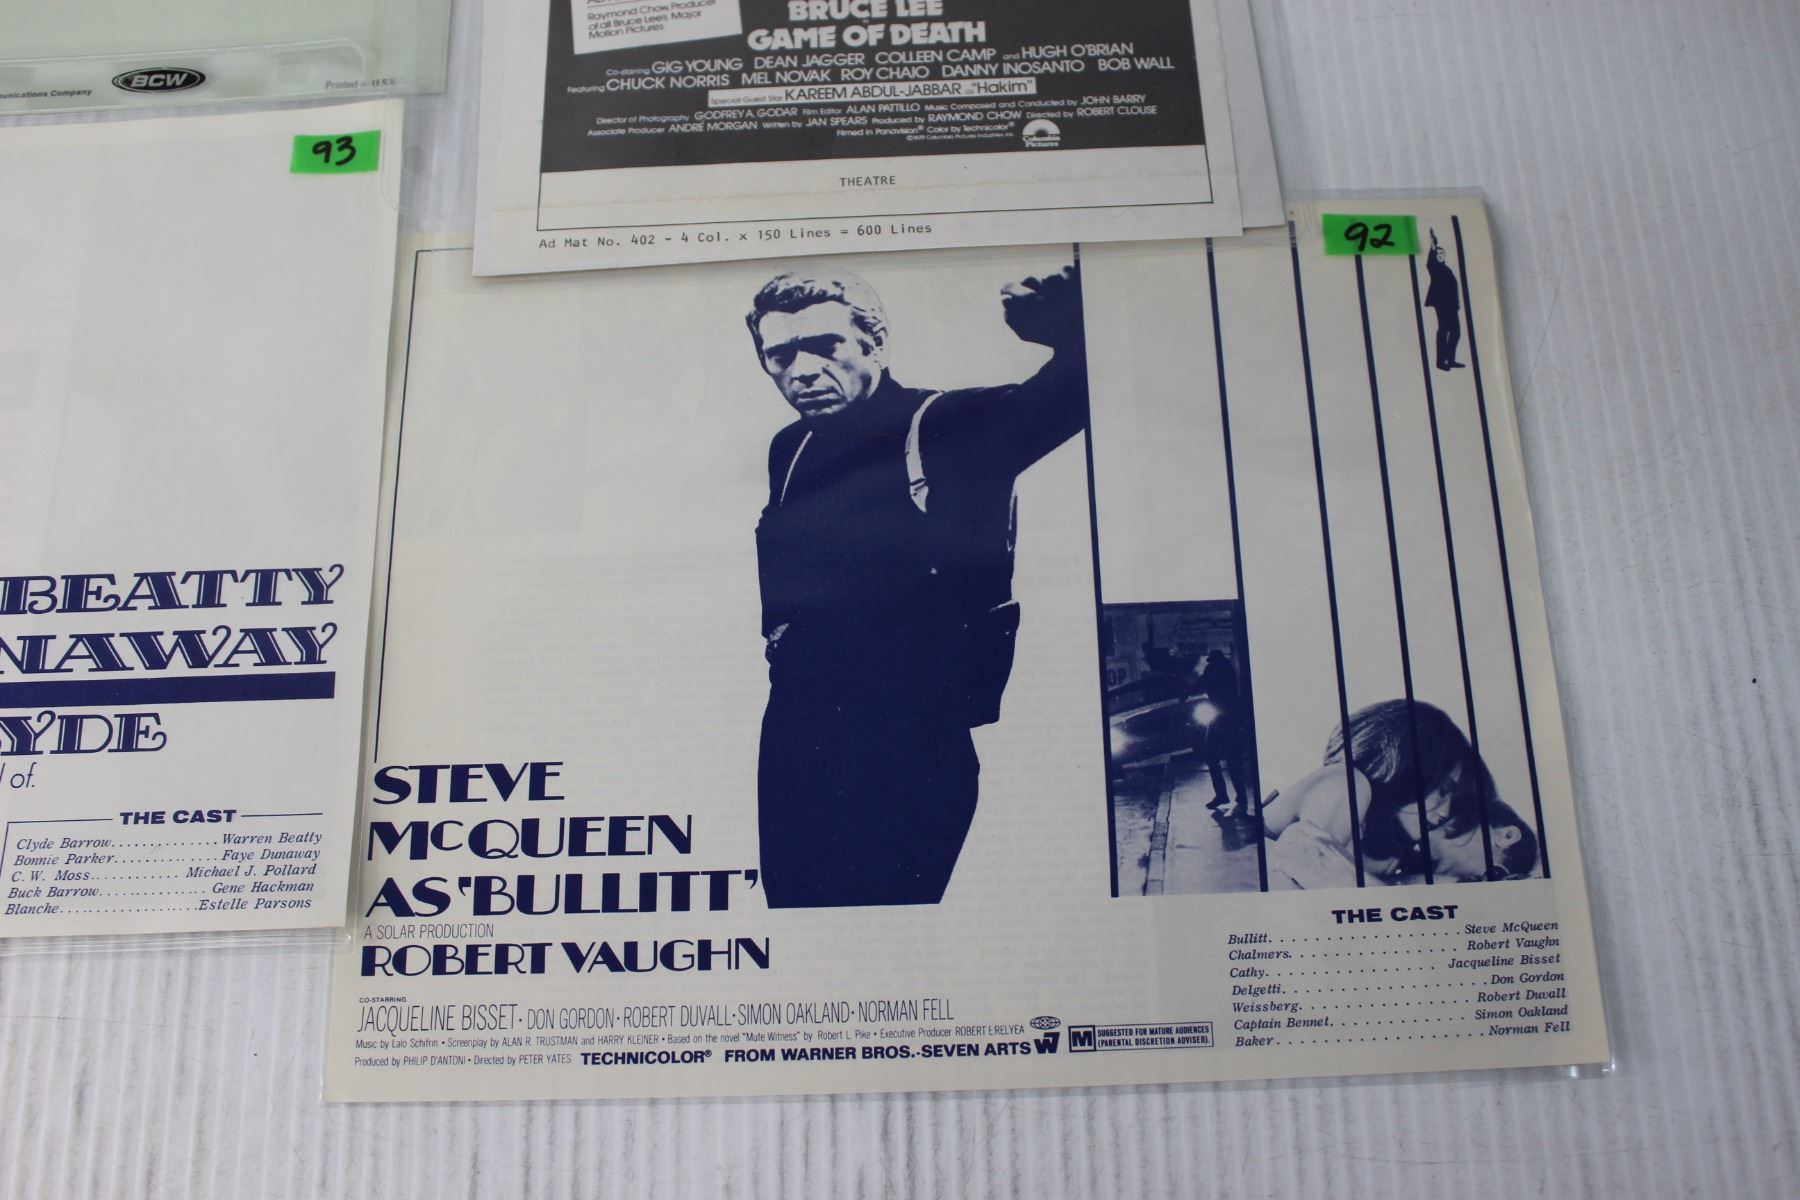 munications Company
BCW
Printed in U.S.A.
93
BEATTY
NAWAY
YDE
of.
THE CAST
Clyde Barrow..............Warren Beatty
Bonnie Parker..............Faye Dunaway
C. W. Moss............Michael J. Pollard
Buck Barrow...............Gene Hackman
Blanche....................Estelle Parsons
Raymond Chow, Producer
of all Bruce Lee's Major
Motion Pictures
BRUCE LEE
GAME OF DEATH
Co-starring GIG YOUNG DEAN JAGGER COLLEEN CAMP and HUGH O'BRIAN
Featuring CHUCK NORRIS MEL NOVAK ROY CHAIO DANNY INOSANTO BOB WALL
Special Guest Star KAREEM ABDUL-JABBAR as "Hakim"
Director of Photography GODFREY A. GODAR Film Editor ALAN PATTILLO Music Composed and Conducted by JOHN BARRY
Associate Producer ANDRÉ MORGAN Written by JAN SPEARS Produced by RAYMOND CHOW Directed by ROBERT CLOUSE
Filmed in Panavision® Color by Technicolor®
Columbia Pictures
THEATRE
Ad Mat No. 402 - 4 Col. x 150 Lines = 600 Lines
92
STEVE
McQUEEN
AS 'BULLITT'
A SOLAR PRODUCTION
ROBERT VAUGHN
CO-STARRING
JACQUELINE BISSET · DON GORDON · ROBERT DUVALL · SIMON OAKLAND · NORMAN FELL
Music by Lalo Schifrin · Screenplay by ALAN R. TRUSTMAN and HARRY KLEINER · Based on the novel "Mute Witness" by Robert L. Pike · Executive Producer ROBERT E. RELYEA
Produced by PHILIP D'ANTONI · Directed by PETER YATES TECHNICOLOR® FROM WARNER BROS.-SEVEN ARTS W7
M SUGGESTED FOR MATURE AUDIENCES
(PARENTAL DISCRETION ADVISED).
THE CAST
Bullitt..................Steve McQueen
Chalmers................Robert Vaughn
Cathy................Jacqueline Bisset
Delgetti...................Don Gordon
Weissberg................Robert Duvall
Captain Bennet............Simon Oakland
Baker....................Norman Fell